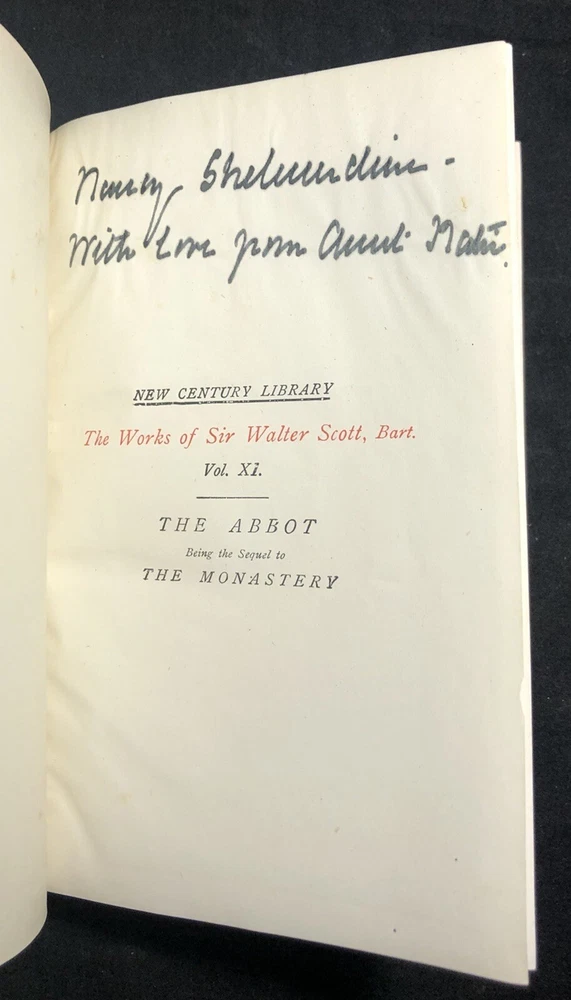 Nancy Shelmerdine -
With Love from Aunt
NEW CENTURY LIBRARY
The Works of Sir Walter Scott, Bart.
Vol. Xi.
THE ABBOT
Being the Sequel to
THE MONASTERY